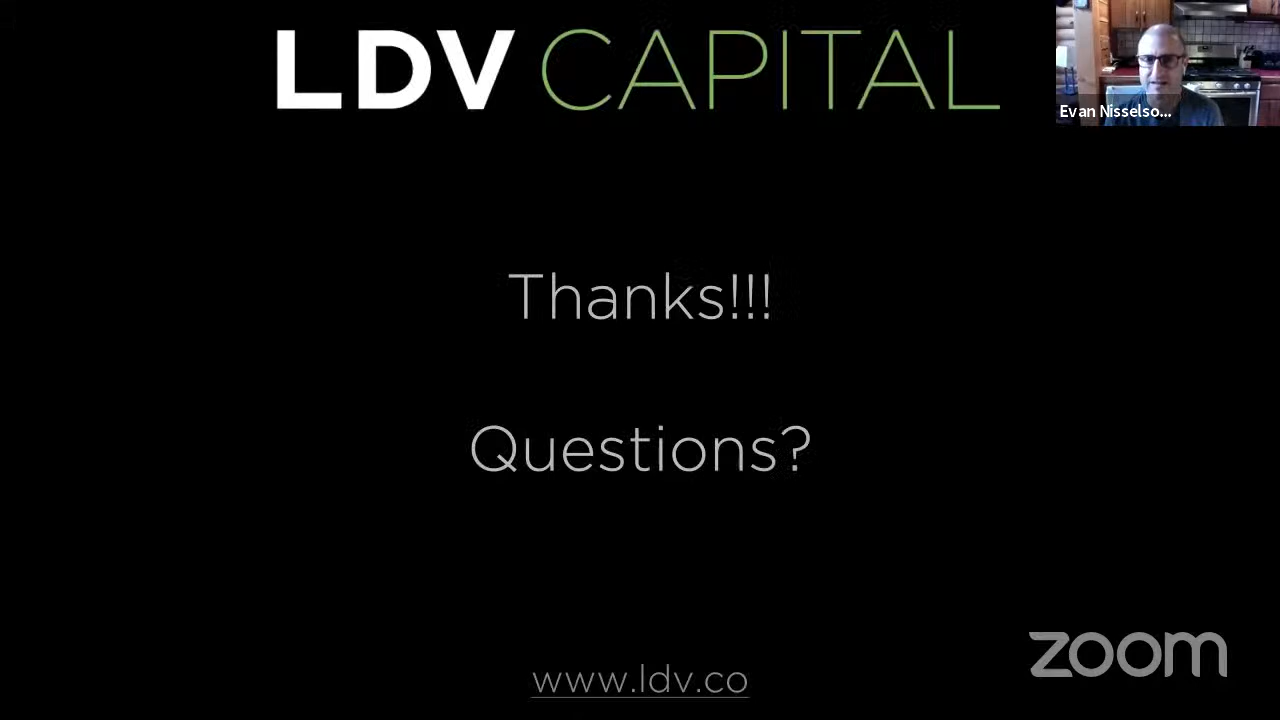 LDV CAPITAL
Evan Nisselso...
Thanks!!!
Questions?
zoom
www.ldv.co